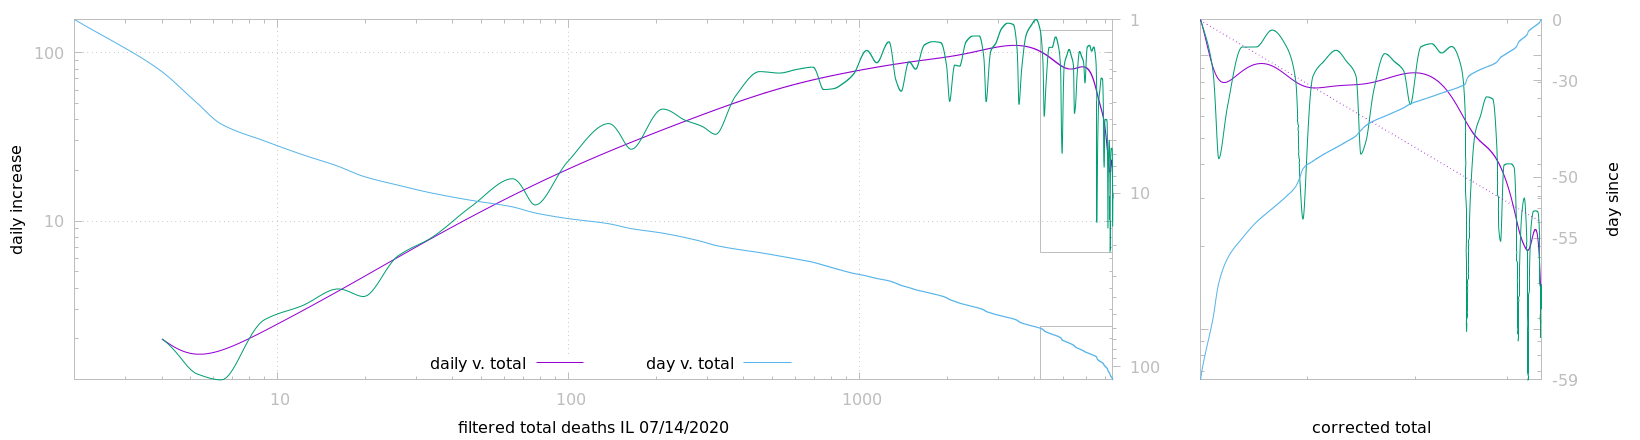 daily increase
100
10
10
100
1000
daily v. total
day v. total
filtered total deaths IL 07/14/2020
1
10
100
0
-30
-50
-55
-59
day since
corrected total